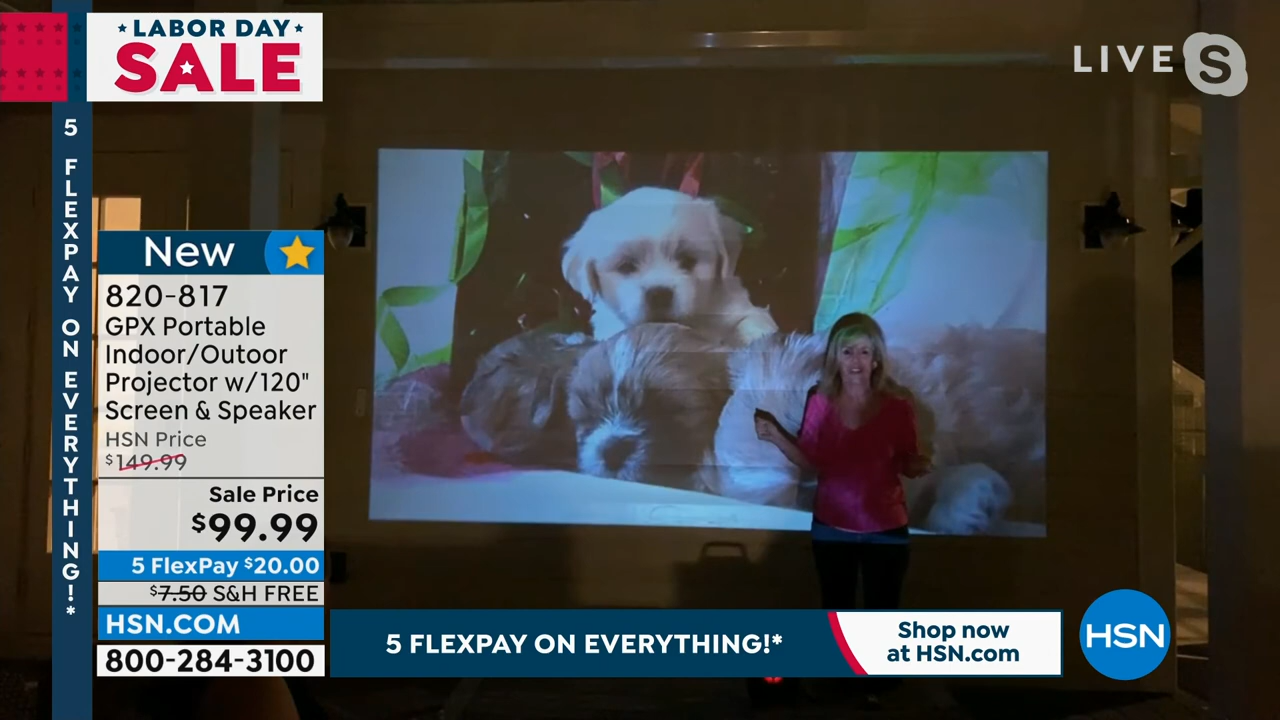 LABOR DAY
SALE
LIVE S
5 FLEXPAY ON EVERYTHING!*
New
820-817
GPX Portable
Indoor/Outoor
Projector w/120"
Screen & Speaker
HSN Price
$149.99
Sale Price
$99.99
5 FlexPay $20.00
$7.50 S&H FREE
HSN.COM
800-284-3100
5 FLEXPAY ON EVERYTHING!*
Shop now
at HSN.com
HSN